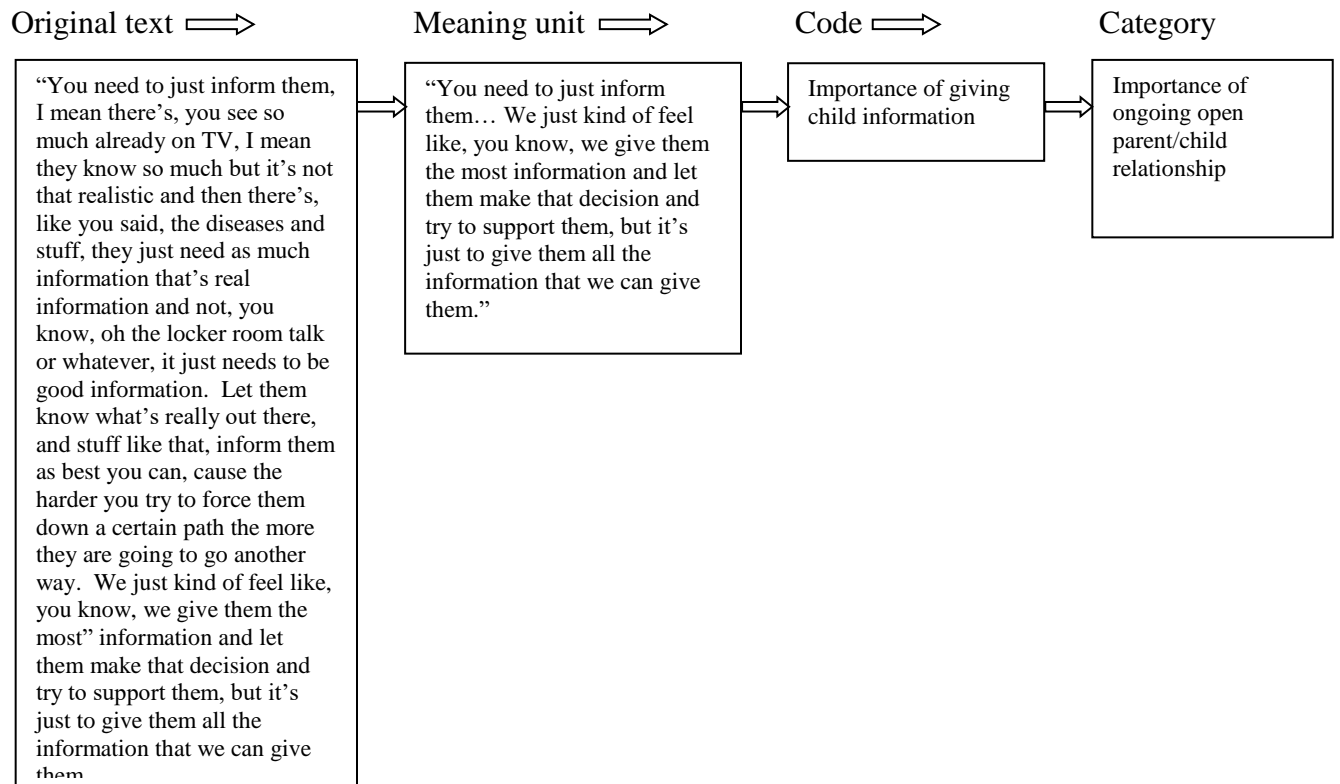 Original text
Meaning unit
Code
Category
“You need to just inform them,
I mean there’s, you see so
much already on TV, I mean
they know so much but it’s not
that realistic and then there’s,
like you said, the diseases and
stuff, they just need as much
information that’s real
information and not, you
know, oh the locker room talk
or whatever, it just needs to be
good information.  Let them
know what’s really out there,
and stuff like that, inform them
as best you can, cause the
harder you try to force them
down a certain path the more
they are going to go another
way.  We just kind of feel like,
you know, we give them the
most” information and let
them make that decision and
try to support them, but it’s
just to give them all the
information that we can give
them
“You need to just inform
them… We just kind of feel
like, you know, we give them
the most information and let
them make that decision and
try to support them, but it’s
just to give them all the
information that we can give
them.”
Importance of giving
child information
Importance of
ongoing open
parent/child
relationship